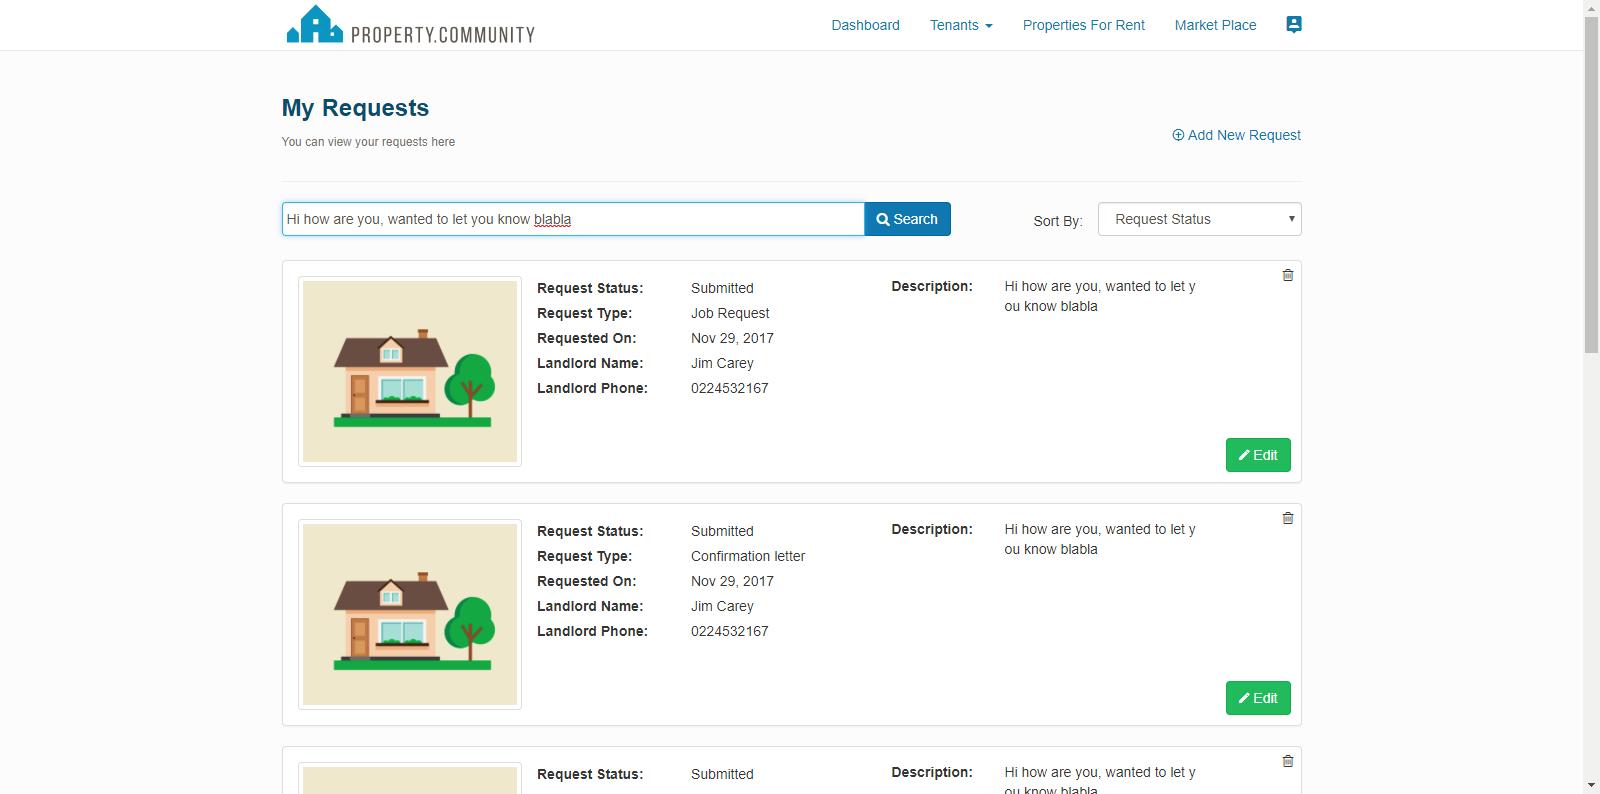 PROPERTY.COMMUNITY
Dashboard
Tenants
Properties For Rent
Market Place
My Requests
You can view your requests here
Add New Request
Hi how are you, wanted to let you know blabla
Search
Sort By:
Request Status
Request Status: Submitted
Request Type: Job Request
Requested On: Nov 29, 2017
Landlord Name: Jim Carey
Landlord Phone: 0224532167
Description: Hi how are you, wanted to let y
ou know blabla
Edit
Request Status: Submitted
Request Type: Confirmation letter
Requested On: Nov 29, 2017
Landlord Name: Jim Carey
Landlord Phone: 0224532167
Description: Hi how are you, wanted to let y
ou know blabla
Edit
Request Status: Submitted
Description: Hi how are you, wanted to let y
ou know blabla